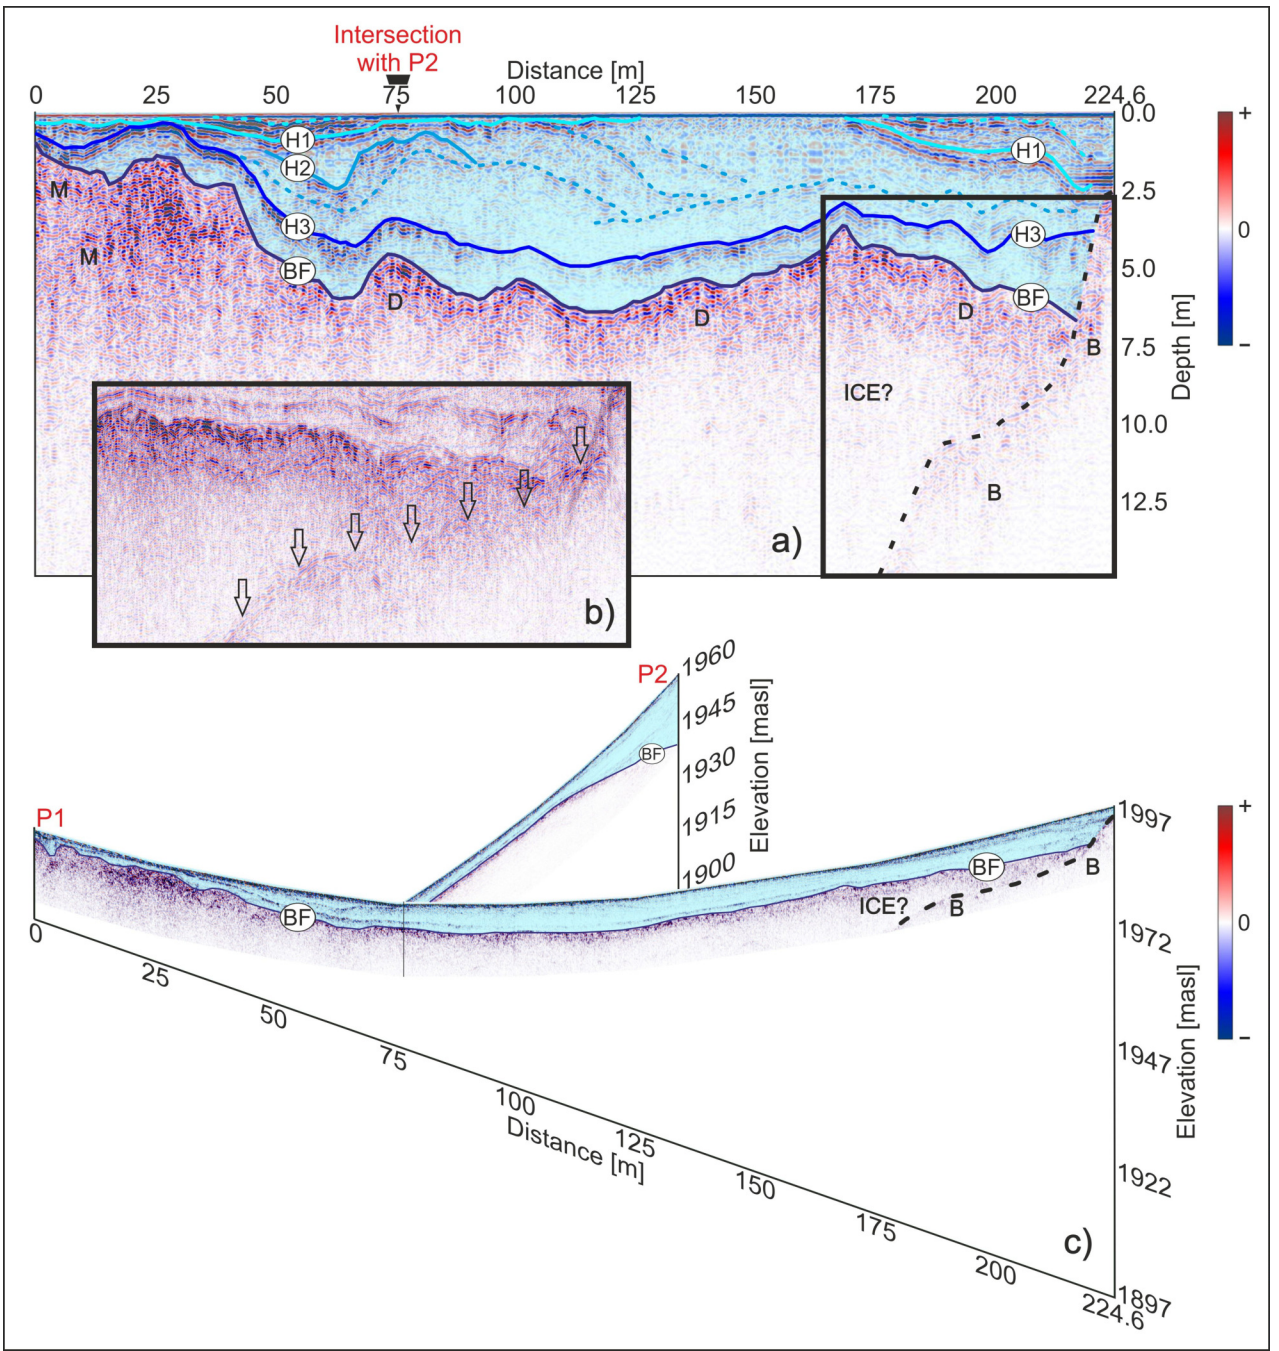 Intersection
with P2
Distance [m]
0 25 50 75 100 125 150 175 200 224.6
0.0
2.5
5.0
7.5
10.0
12.5
Depth [m]
+
0
−
H1
H2
H3
BF
M
M
D
D
D
H1
H3
BF
B
ICE?
B
a)
b)
P2
1960
1945
1930
1915
1900
Elevation [masl]
BF
P1
BF
BF
ICE?
B
B
1997
1972
1947
1922
1897
Elevation [masl]
+
0
−
0
25
50
75
100
125
150
175
200
224.6
Distance [m]
c)